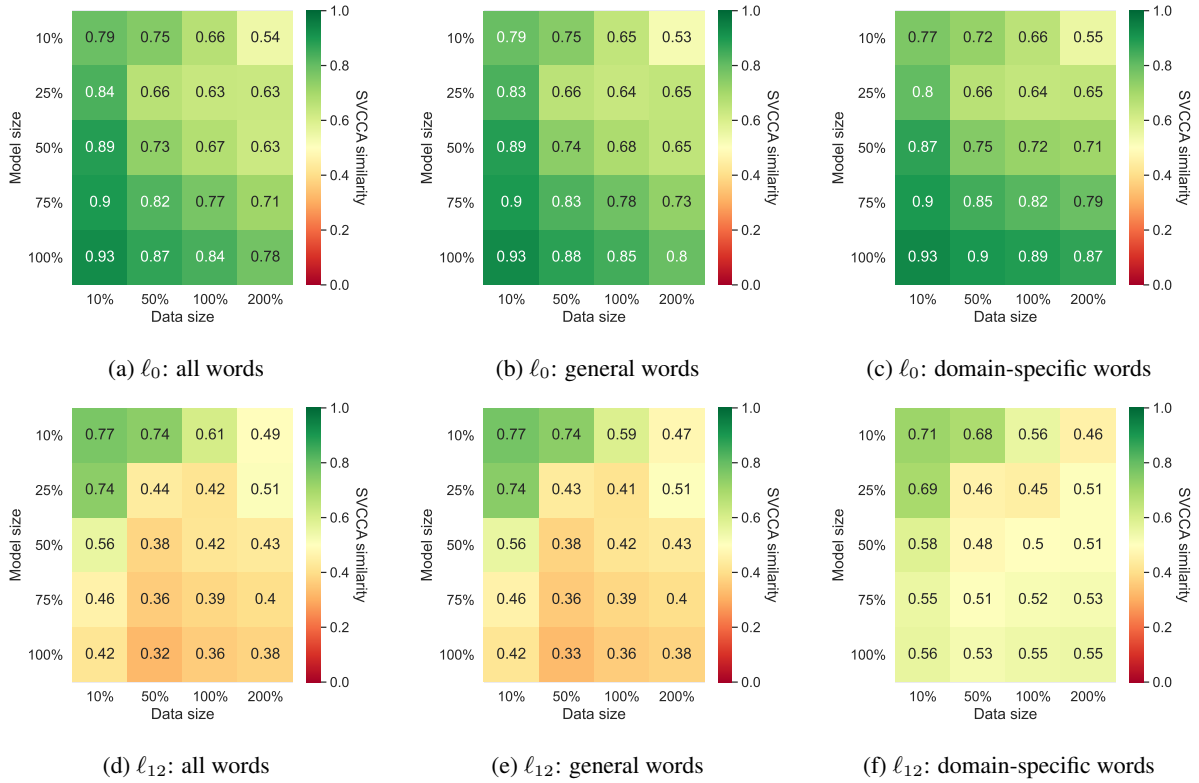 10% 0.79 0.75 0.66 0.54
25% 0.84 0.66 0.63 0.63
50% 0.89 0.73 0.67 0.63
75% 0.9 0.82 0.77 0.71
100% 0.93 0.87 0.84 0.78
10% 50% 100% 200%
Data size
Model size
1.0
0.8
0.6
0.4
0.2
0.0
SVCCA similarity
(a) ℓ0: all words
10% 0.79 0.75 0.65 0.53
25% 0.83 0.66 0.64 0.65
50% 0.89 0.74 0.68 0.65
75% 0.9 0.83 0.78 0.73
100% 0.93 0.88 0.85 0.8
10% 50% 100% 200%
Data size
Model size
1.0
0.8
0.6
0.4
0.2
0.0
SVCCA similarity
(b) ℓ0: general words
10% 0.77 0.72 0.66 0.55
25% 0.8 0.66 0.64 0.65
50% 0.87 0.75 0.72 0.71
75% 0.9 0.85 0.82 0.79
100% 0.93 0.9 0.89 0.87
10% 50% 100% 200%
Data size
Model size
1.0
0.8
0.6
0.4
0.2
0.0
SVCCA similarity
(c) ℓ0: domain-specific words
10% 0.77 0.74 0.61 0.49
25% 0.74 0.44 0.42 0.51
50% 0.56 0.38 0.42 0.43
75% 0.46 0.36 0.39 0.4
100% 0.42 0.32 0.36 0.38
10% 50% 100% 200%
Data size
Model size
1.0
0.8
0.6
0.4
0.2
0.0
SVCCA similarity
(d) ℓ12: all words
10% 0.77 0.74 0.59 0.47
25% 0.74 0.43 0.41 0.51
50% 0.56 0.38 0.42 0.43
75% 0.46 0.36 0.39 0.4
100% 0.42 0.33 0.36 0.38
10% 50% 100% 200%
Data size
Model size
1.0
0.8
0.6
0.4
0.2
0.0
SVCCA similarity
(e) ℓ12: general words
10% 0.71 0.68 0.56 0.46
25% 0.69 0.46 0.45 0.51
50% 0.58 0.48 0.5 0.51
75% 0.55 0.51 0.52 0.53
100% 0.56 0.53 0.55 0.55
10% 50% 100% 200%
Data size
Model size
1.0
0.8
0.6
0.4
0.2
0.0
SVCCA similarity
(f) ℓ12: domain-specific words